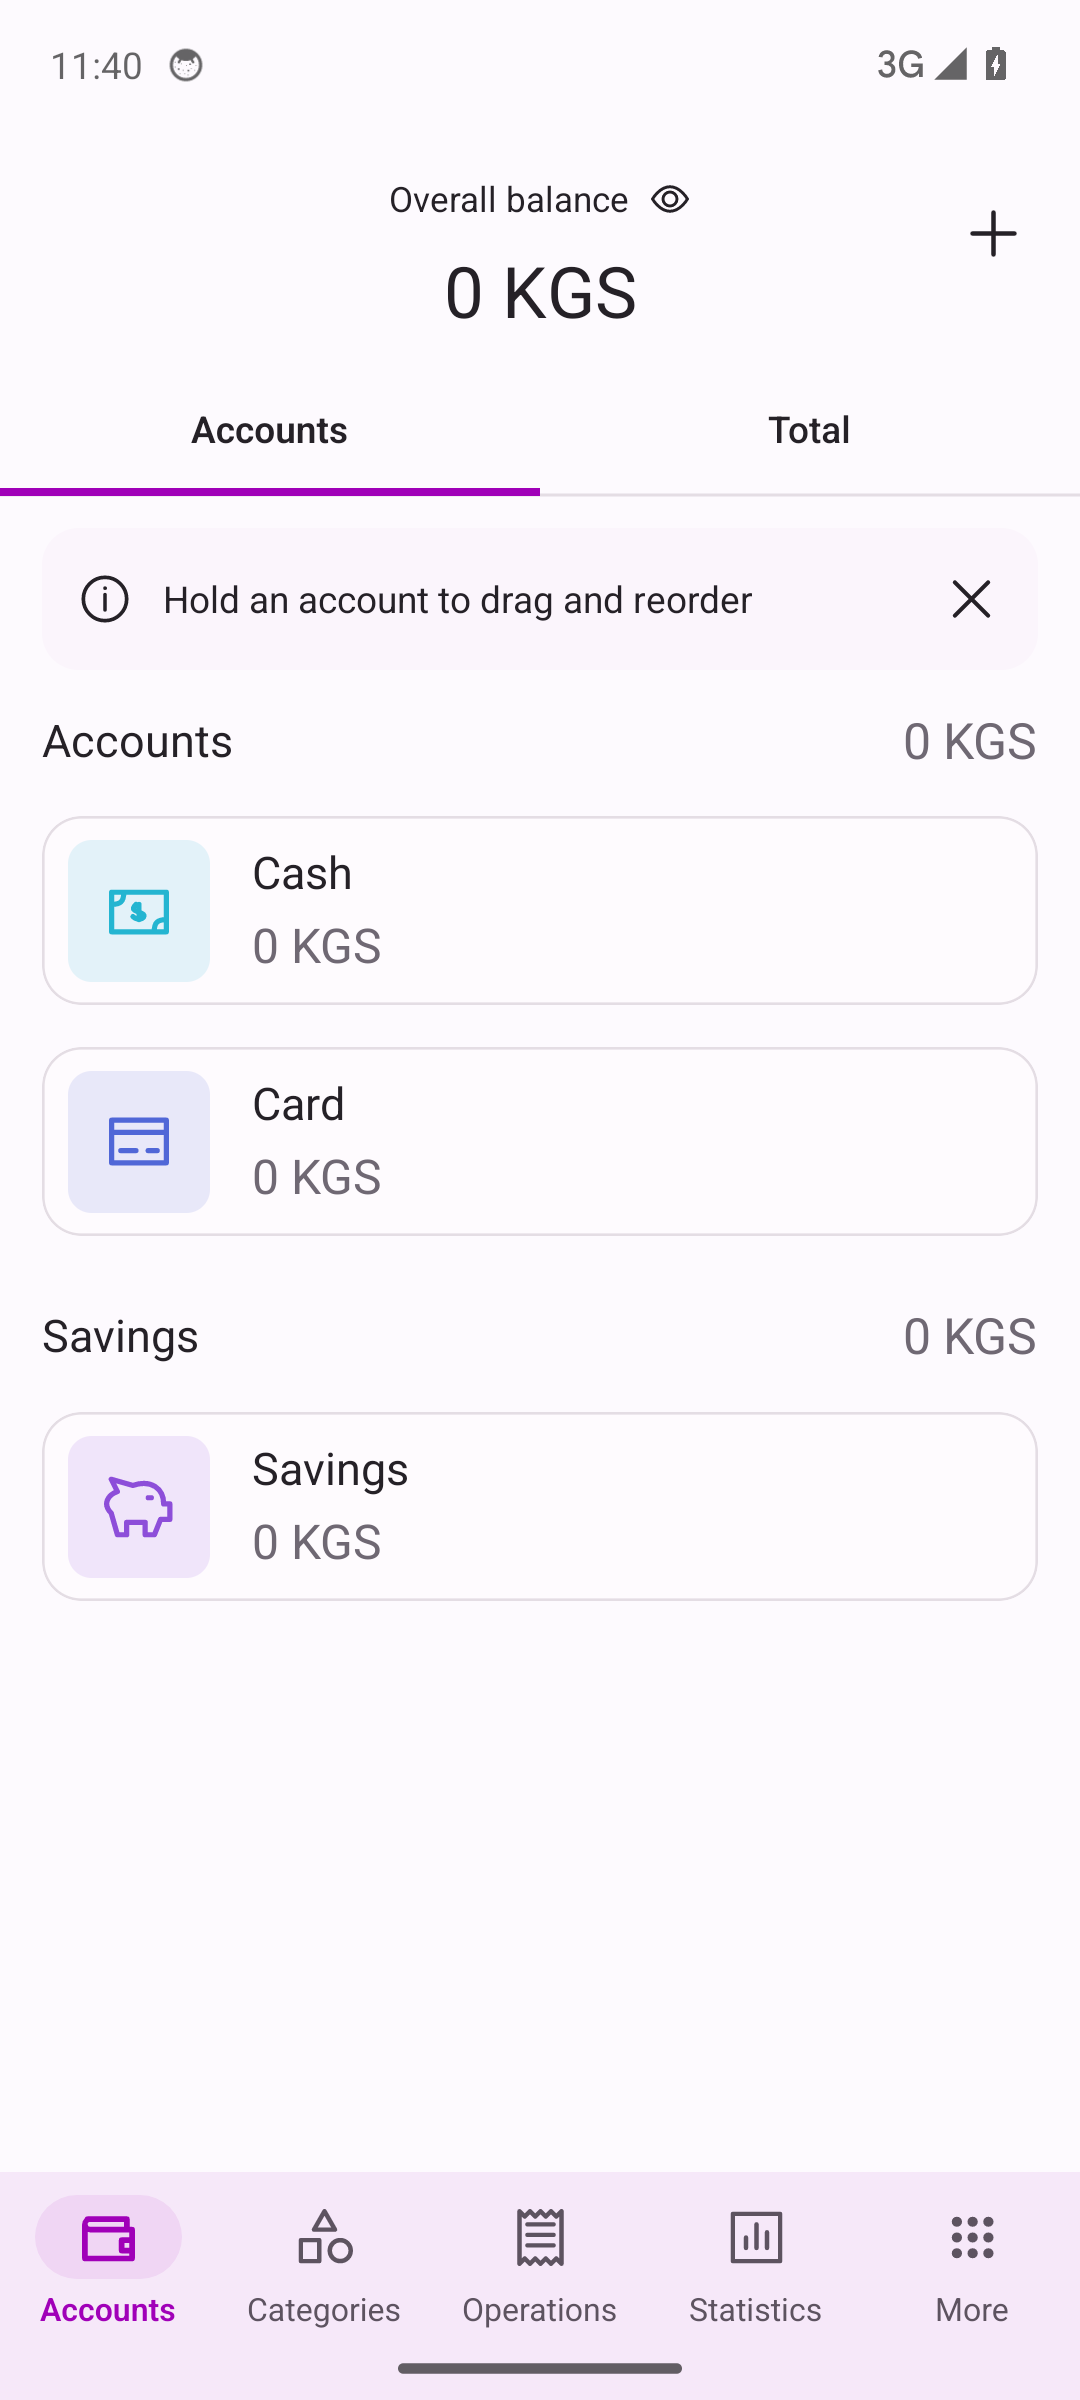 11:40
3G
Overall balance
0 KGS
Accounts
Total
Hold an account to drag and reorder
Accounts
0 KGS
Cash
0 KGS
Card
0 KGS
Savings
0 KGS
Savings
0 KGS
Accounts
Categories
Operations
Statistics
More